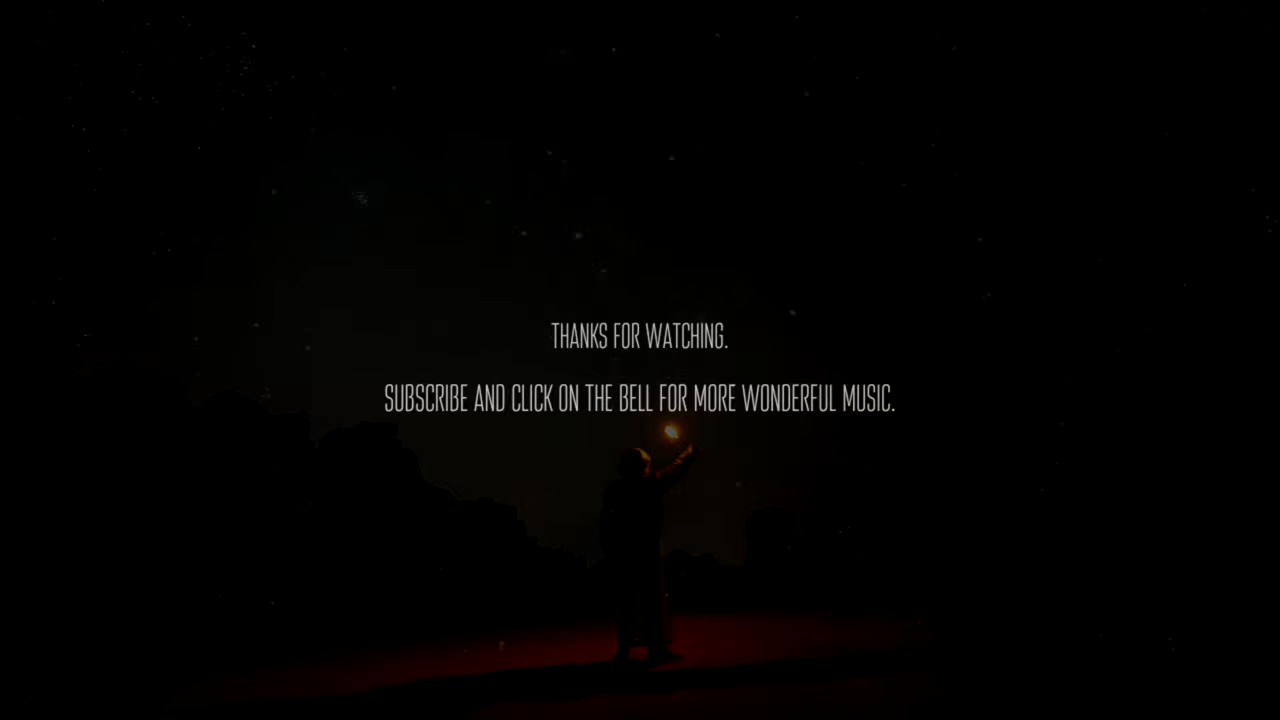 THANKS FOR WATCHING.
SUBSCRIBE AND CLICK ON THE BELL FOR MORE WONDERFUL MUSIC.